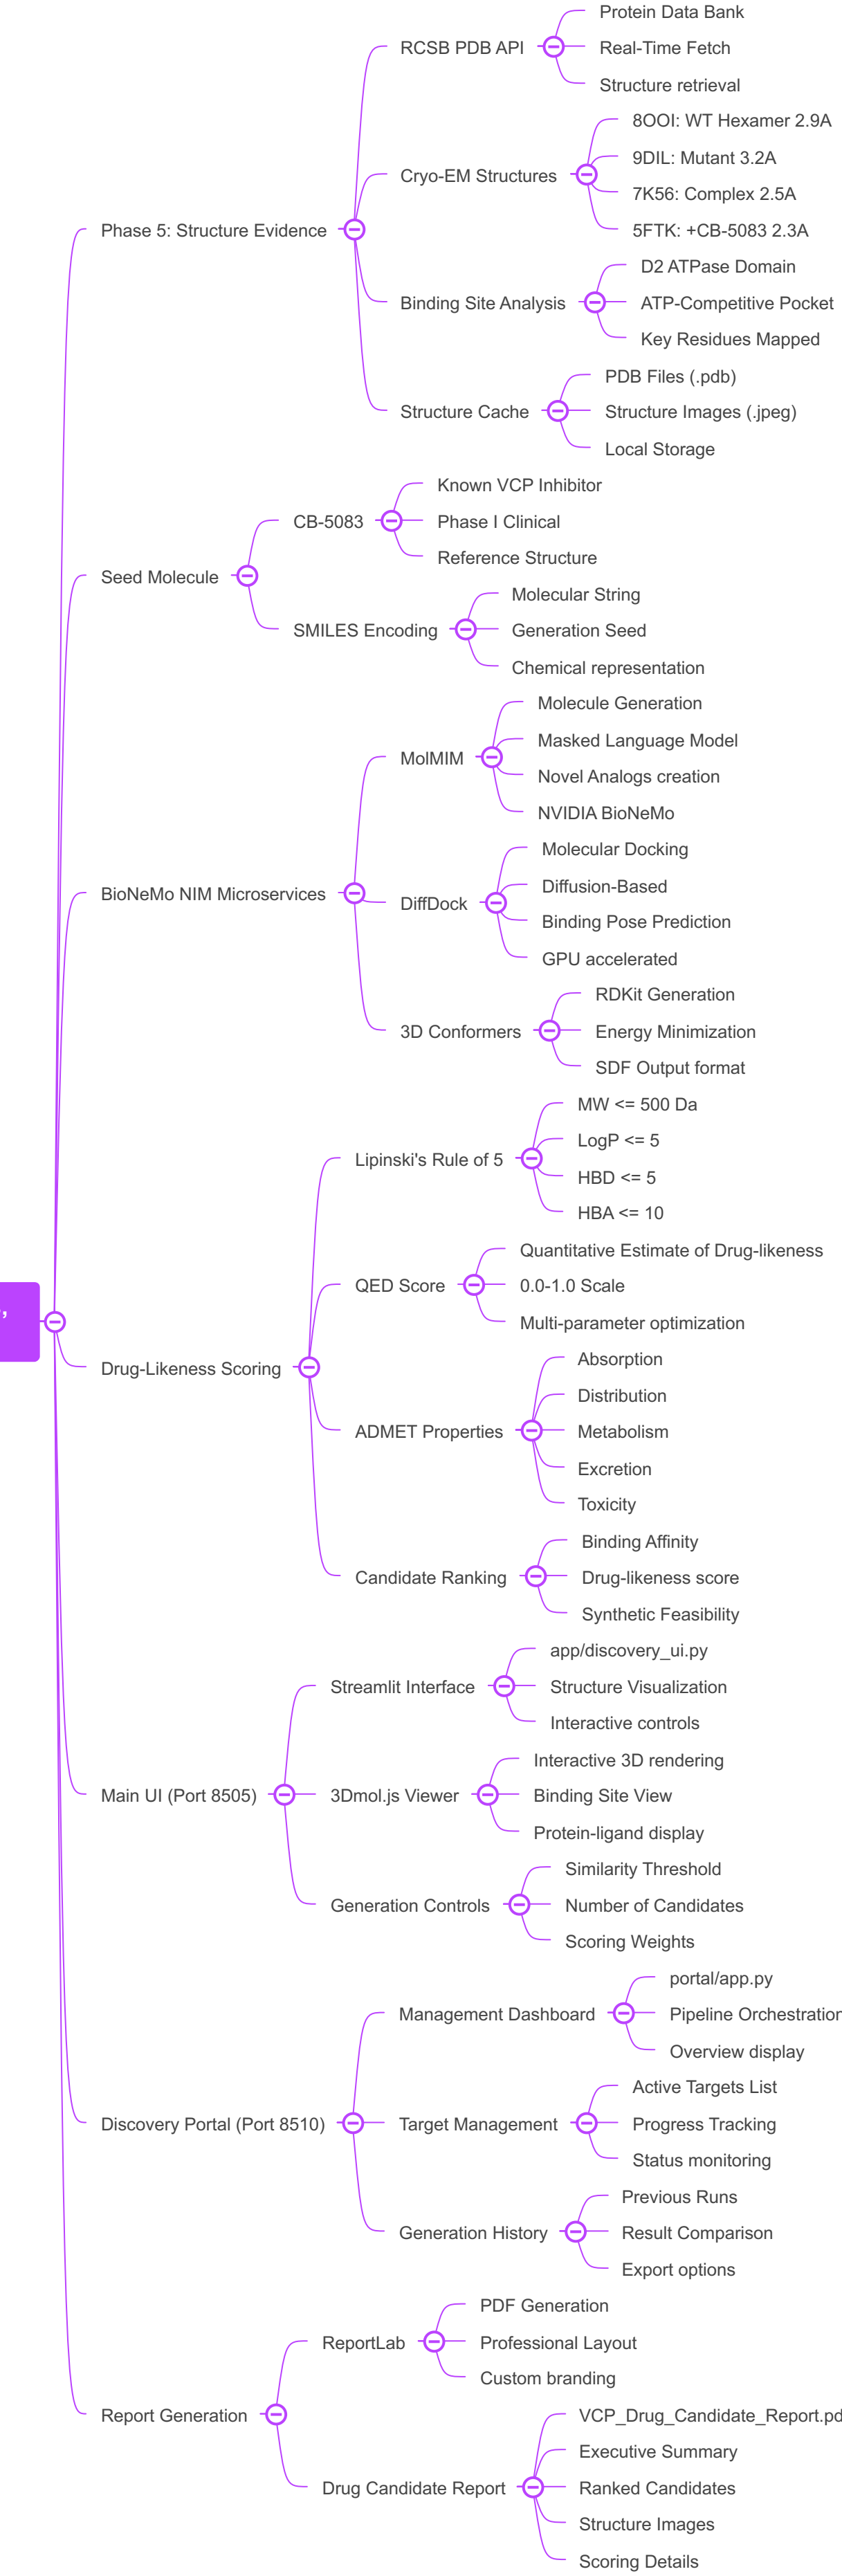 ,
Phase 5: Structure Evidence
RCSB PDB API
Protein Data Bank
Real-Time Fetch
Structure retrieval
Cryo-EM Structures
8OOI: WT Hexamer 2.9A
9DIL: Mutant 3.2A
7K56: Complex 2.5A
5FTK: +CB-5083 2.3A
Binding Site Analysis
D2 ATPase Domain
ATP-Competitive Pocket
Key Residues Mapped
Structure Cache
PDB Files (.pdb)
Structure Images (.jpeg)
Local Storage
Seed Molecule
CB-5083
Known VCP Inhibitor
Phase I Clinical
Reference Structure
SMILES Encoding
Molecular String
Generation Seed
Chemical representation
BioNeMo NIM Microservices
MolMIM
Molecule Generation
Masked Language Model
Novel Analogs creation
NVIDIA BioNeMo
DiffDock
Molecular Docking
Diffusion-Based
Binding Pose Prediction
GPU accelerated
3D Conformers
RDKit Generation
Energy Minimization
SDF Output format
Drug-Likeness Scoring
Lipinski's Rule of 5
MW <= 500 Da
LogP <= 5
HBD <= 5
HBA <= 10
QED Score
Quantitative Estimate of Drug-likeness
0.0-1.0 Scale
Multi-parameter optimization
ADMET Properties
Absorption
Distribution
Metabolism
Excretion
Toxicity
Candidate Ranking
Binding Affinity
Drug-likeness score
Synthetic Feasibility
Main UI (Port 8505)
Streamlit Interface
app/discovery_ui.py
Structure Visualization
Interactive controls
3Dmol.js Viewer
Interactive 3D rendering
Binding Site View
Protein-ligand display
Generation Controls
Similarity Threshold
Number of Candidates
Scoring Weights
Discovery Portal (Port 8510)
Management Dashboard
portal/app.py
Pipeline Orchestration
Overview display
Target Management
Active Targets List
Progress Tracking
Status monitoring
Generation History
Previous Runs
Result Comparison
Export options
Report Generation
ReportLab
PDF Generation
Professional Layout
Custom branding
Drug Candidate Report
VCP_Drug_Candidate_Report.pd
Executive Summary
Ranked Candidates
Structure Images
Scoring Details